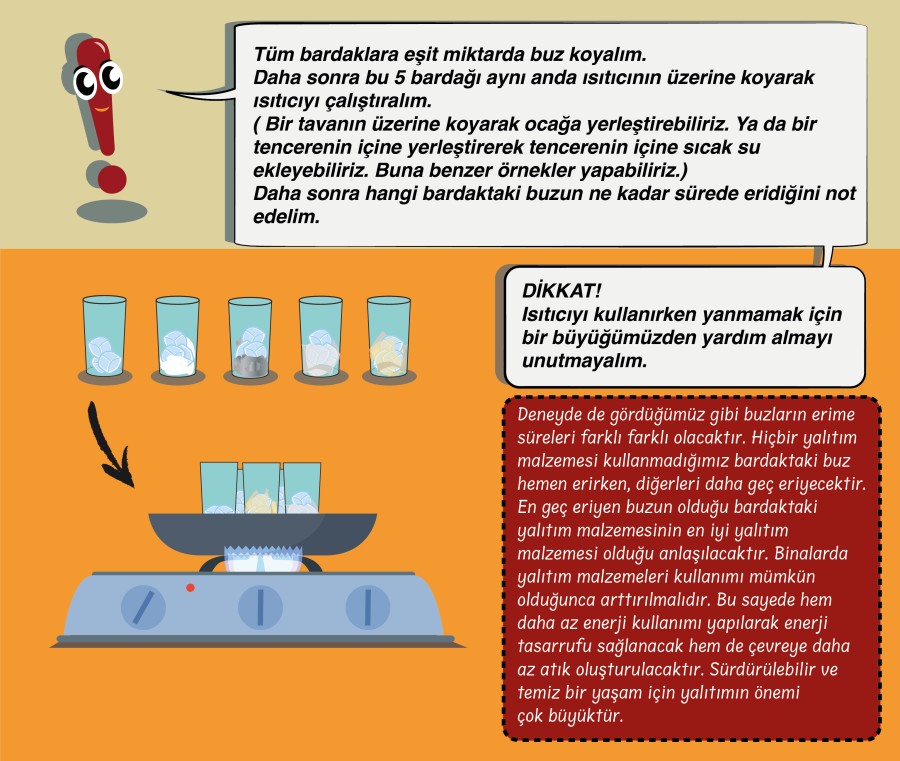 Tüm bardaklara eşit miktarda buz koyalım.
Daha sonra bu 5 bardağı aynı anda ısıtıcının üzerine koyarak
ısıtıcıyı çalıştıralım.
( Bir tavanın üzerine koyarak ocağa yerleştirebiliriz. Ya da bir
tencerenin içine yerleştirerek tencerenin içine sıcak su
ekleyebiliriz. Buna benzer örnekler yapabiliriz.)
Daha sonra hangi bardaktaki buzun ne kadar sürede eridiğini not
edelim.
DİKKAT!
Isıtıcıyı kullanırken yanmamak için
bir büyüğümüzden yardım almayı
unutmayalım.
Deneyde de gördüğümüz gibi buzların erime
süreleri farklı farklı olacaktır. Hiçbir yalıtım
malzemesi kullanmadığımız bardaktaki buz
hemen erirken, diğerleri daha geç eriyecektir.
En geç eriyen buzun olduğu bardaktaki
yalıtım malzemesinin en iyi yalıtım
malzemesi olduğu anlaşılacaktır. Binalarda
yalıtım malzemeleri kullanımı mümkün
olduğunca arttırılmalıdır. Bu sayede hem
daha az enerji kullanımı yapılarak enerji
tasarrufu sağlanacak hem de çevreye daha
az atık oluşturulacaktır. Sürdürülebilir ve
temiz bir yaşam için yalıtımın önemi
çok büyüktür.